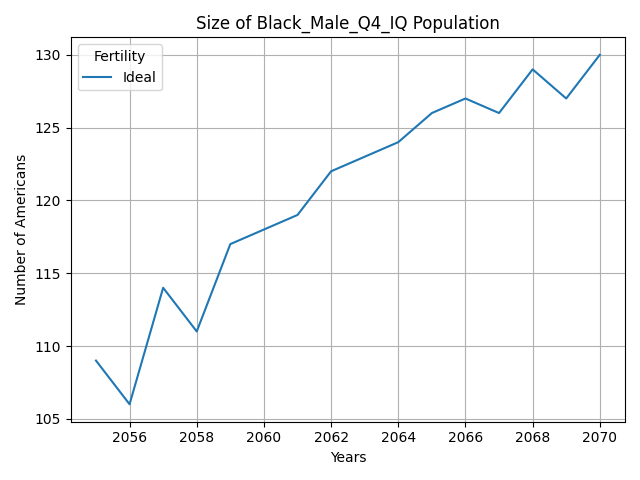 Size of Black_Male_Q4_IQ Population
Fertility
Ideal
Number of Americans
130
125
120
115
110
105
2056 2058 2060 2062 2064 2066 2068 2070
Years